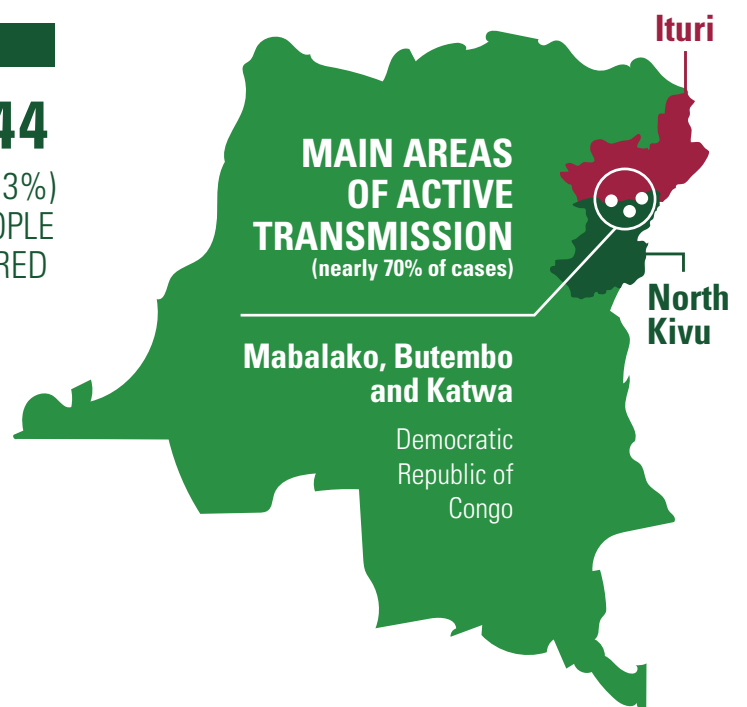 44
3%)
OPLE
RED
Ituri
MAIN AREAS
OF ACTIVE
TRANSMISSION
(nearly 70% of cases)
North
Kivu
Mabalako, Butembo
and Katwa
Democratic
Republic of
Congo